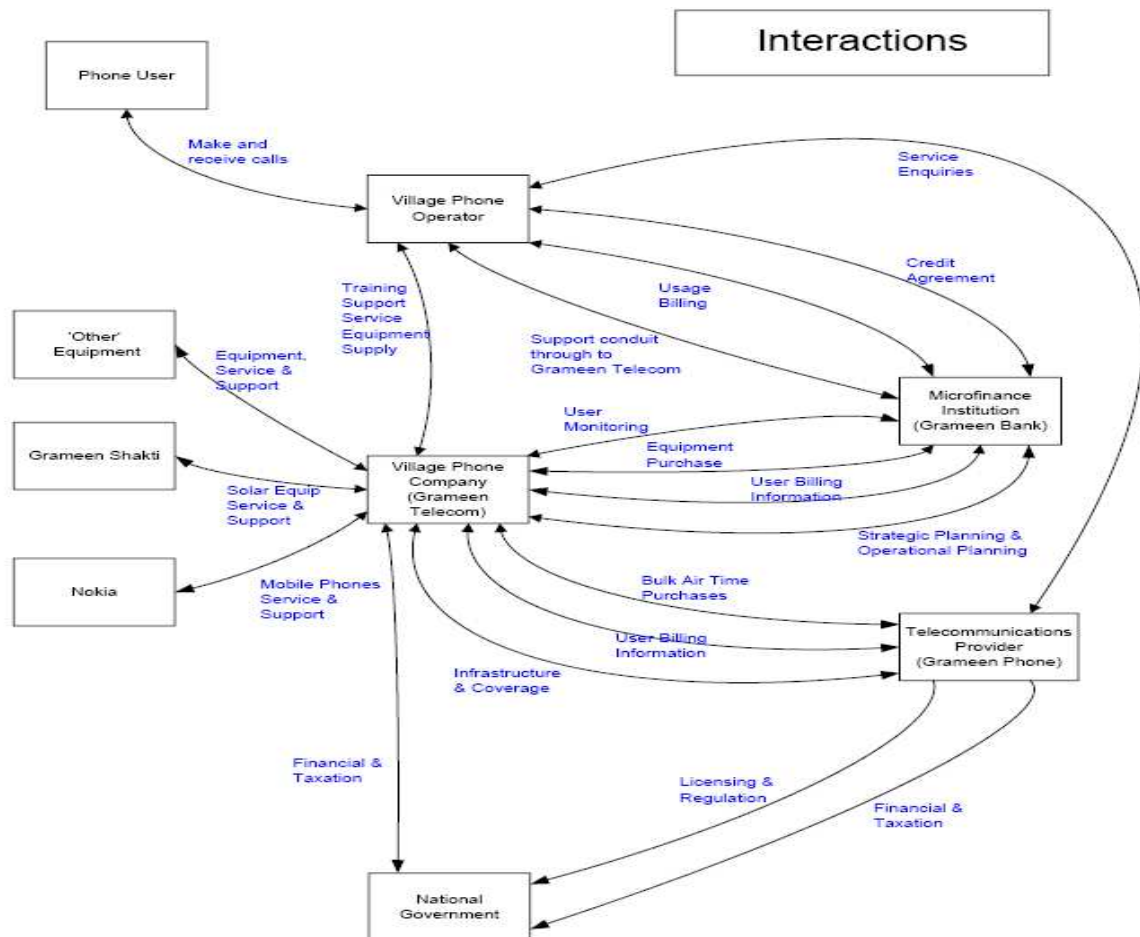 Interactions
Phone User
Make and
receive calls
Service
Enquiries
Village Phone
Operator
Credit
Agreement
Training
Support
Service
Equipment
Supply
Usage
Billing
'Other'
Equipment
Equipment,
Service &
Support
Support conduit
through to
Grameen Telecom
Microfinance
Institution
(Grameen Bank)
User
Monitoring
Equipment
Purchase
Grameen Shakti
Village Phone
Company
(Grameen
Telecom)
User Billing
Information
Solar Equip
Service &
Support
Strategic Planning &
Operational Planning
Nokia
Mobile Phones
Service &
Support
Bulk Air Time
Purchases
Telecommunications
Provider
(Grameen Phone)
User Billing
Information
Infrastructure
& Coverage
Financial &
Taxation
Licensing &
Regulation
Financial &
Taxation
National
Government